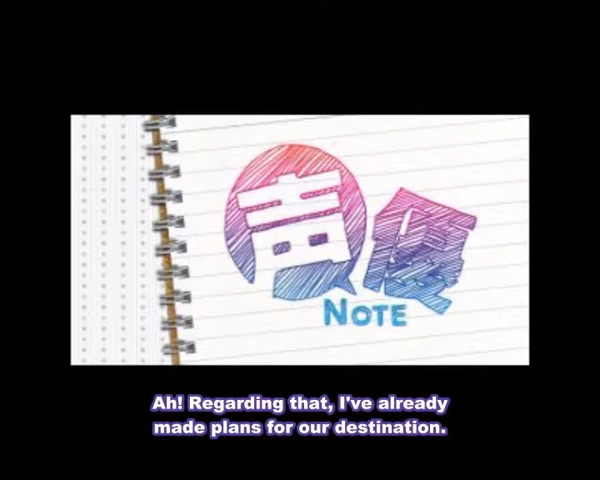 声優
NOTE
Ah! Regarding that, I've already
made plans for our destination.